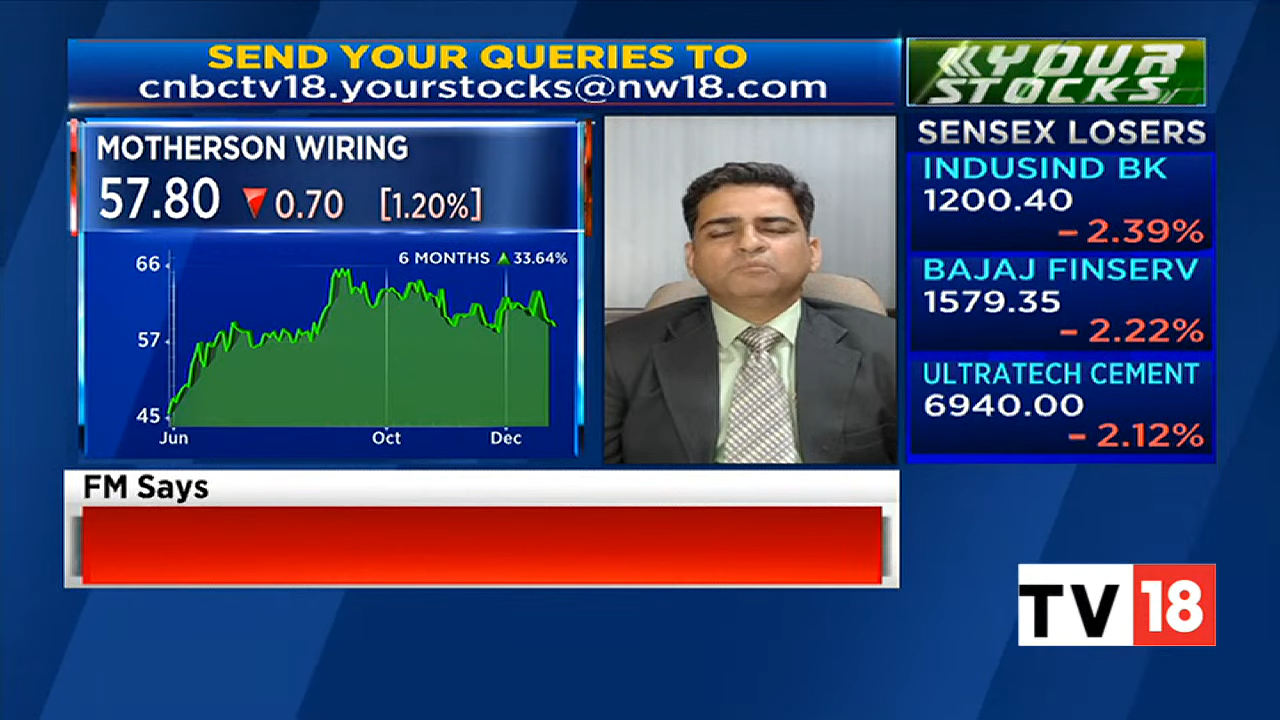 SEND YOUR QUERIES TO
cnbctv18.yourstocks@nw18.com
YOUR
STOCKS
MOTHERSON WIRING
57.80 0.70 [1.20%]
6 MONTHS 33.64%
66
57
45
Jun Oct Dec
SENSEX LOSERS
INDUSIND BK
1200.40
- 2.39%
BAJAJ FINSERV
1579.35
- 2.22%
ULTRATECH CEMENT
6940.00
- 2.12%
FM Says
TV 18